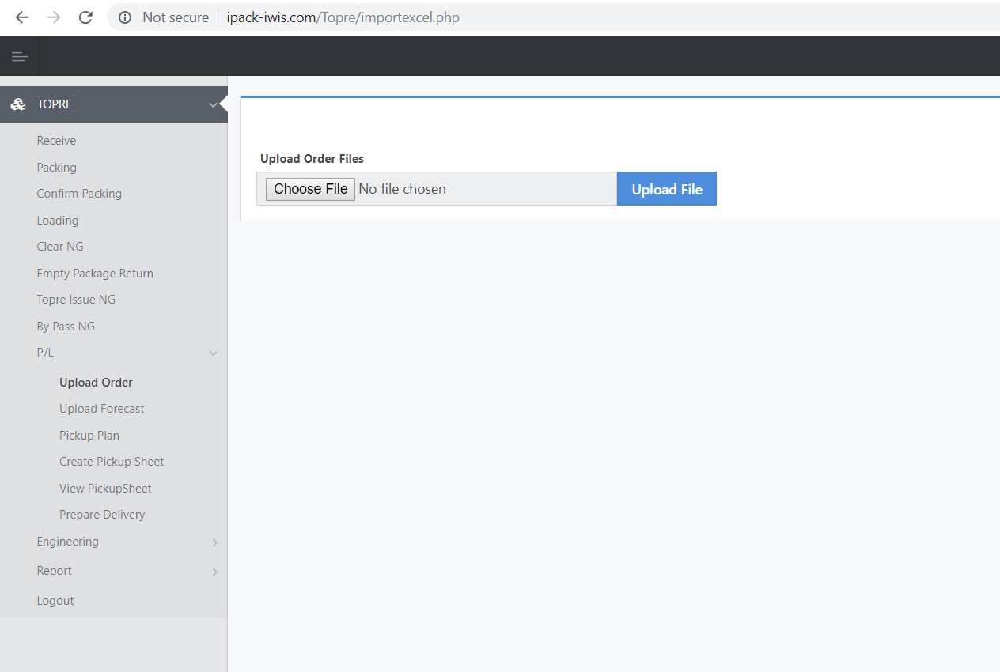 Not secure | ipack-iwis.com/Topre/importexcel.php
TOPRE
Receive
Packing
Confirm Packing
Loading
Clear NG
Empty Package Return
Topre Issue NG
By Pass NG
P/L
Upload Order
Upload Forecast
Pickup Plan
Create Pickup Sheet
View PickupSheet
Prepare Delivery
Engineering
Report
Logout
Upload Order Files
Choose File No file chosen Upload File